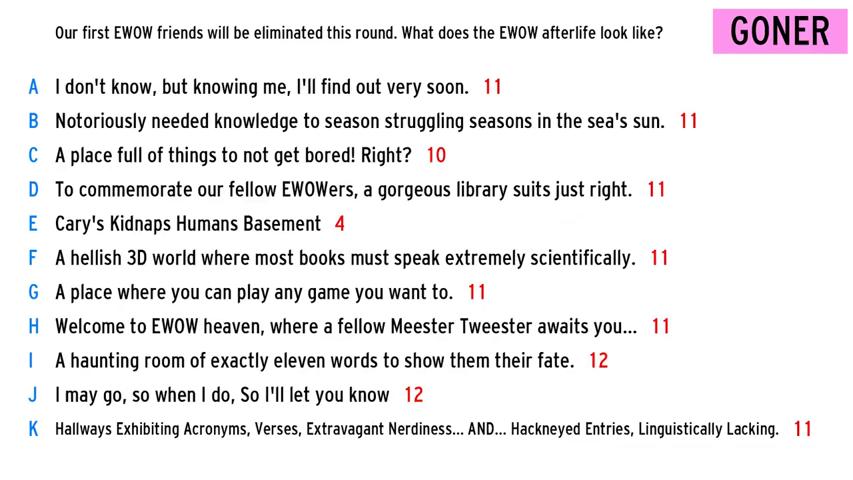 Our first EWOW friends will be eliminated this round. What does the EWOW afterlife look like?
GONER
A I don't know, but knowing me, I'll find out very soon. 11
B Notoriously needed knowledge to season struggling seasons in the sea's sun. 11
C A place full of things to not get bored! Right? 10
D To commemorate our fellow EWOWers, a gorgeous library suits just right. 11
E Cary's Kidnaps Humans Basement 4
F A hellish 3D world where most books must speak extremely scientifically. 11
G A place where you can play any game you want to. 11
H Welcome to EWOW heaven, where a fellow Meester Tweester awaits you... 11
I A haunting room of exactly eleven words to show them their fate. 12
J I may go, so when I do, So I'll let you know 12
K Hallways Exhibiting Acronyms, Verses, Extravagant Nerdiness... AND... Hackneyed Entries, Linguistically Lacking. 11